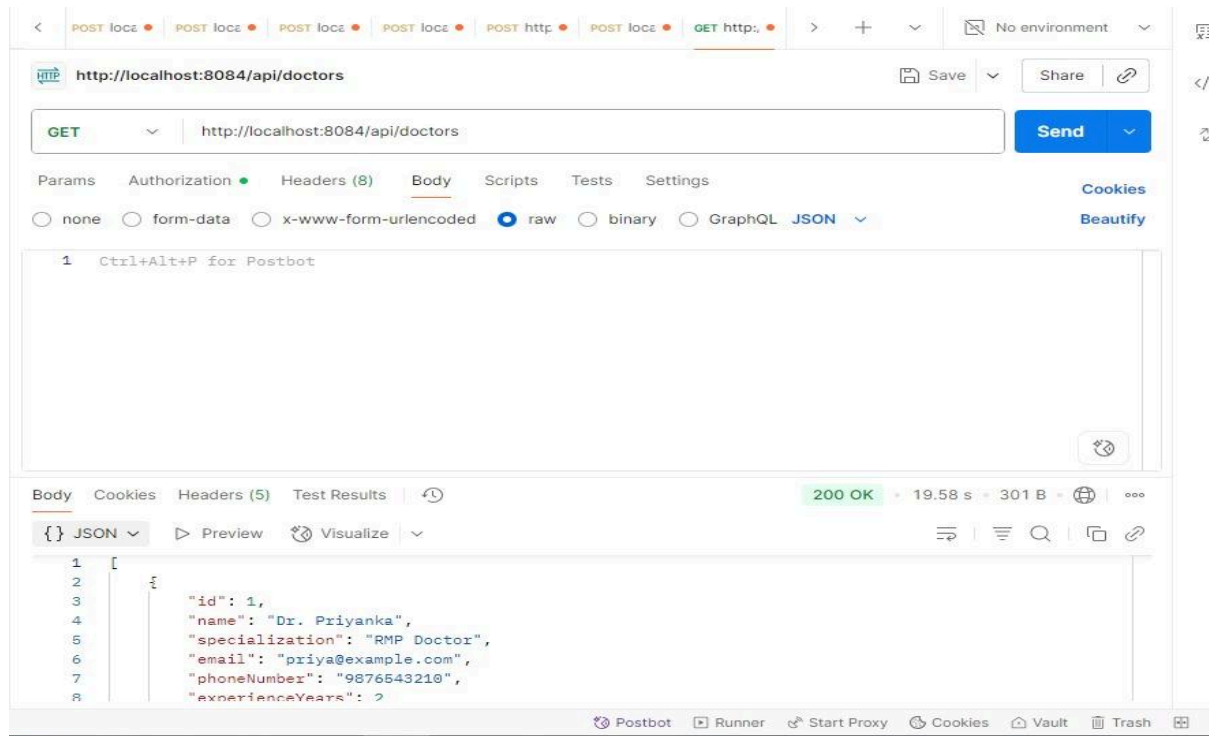 POST loca POST loca POST loca POST loca POST http POST loca GET http:, No environment
HTTP http://localhost:8084/api/doctors Save Share
GET http://localhost:8084/api/doctors Send
Params Authorization Headers (8) Body Scripts Tests Settings Cookies
none form-data x-www-form-urlencoded raw binary GraphQL JSON Beautify
1 Ctrl+Alt+P for Postbot
Body Cookies Headers (5) Test Results 200 OK 19.58 s 301 B
{} JSON Preview Visualize
1 [
2 {
3 "id": 1,
4 "name": "Dr. Priyanka",
5 "specialization": "RMP Doctor",
6 "email": "priya@example.com",
7 "phoneNumber": "9876543210",
8 "experienceYears": 2
Postbot Runner Start Proxy Cookies Vault Trash